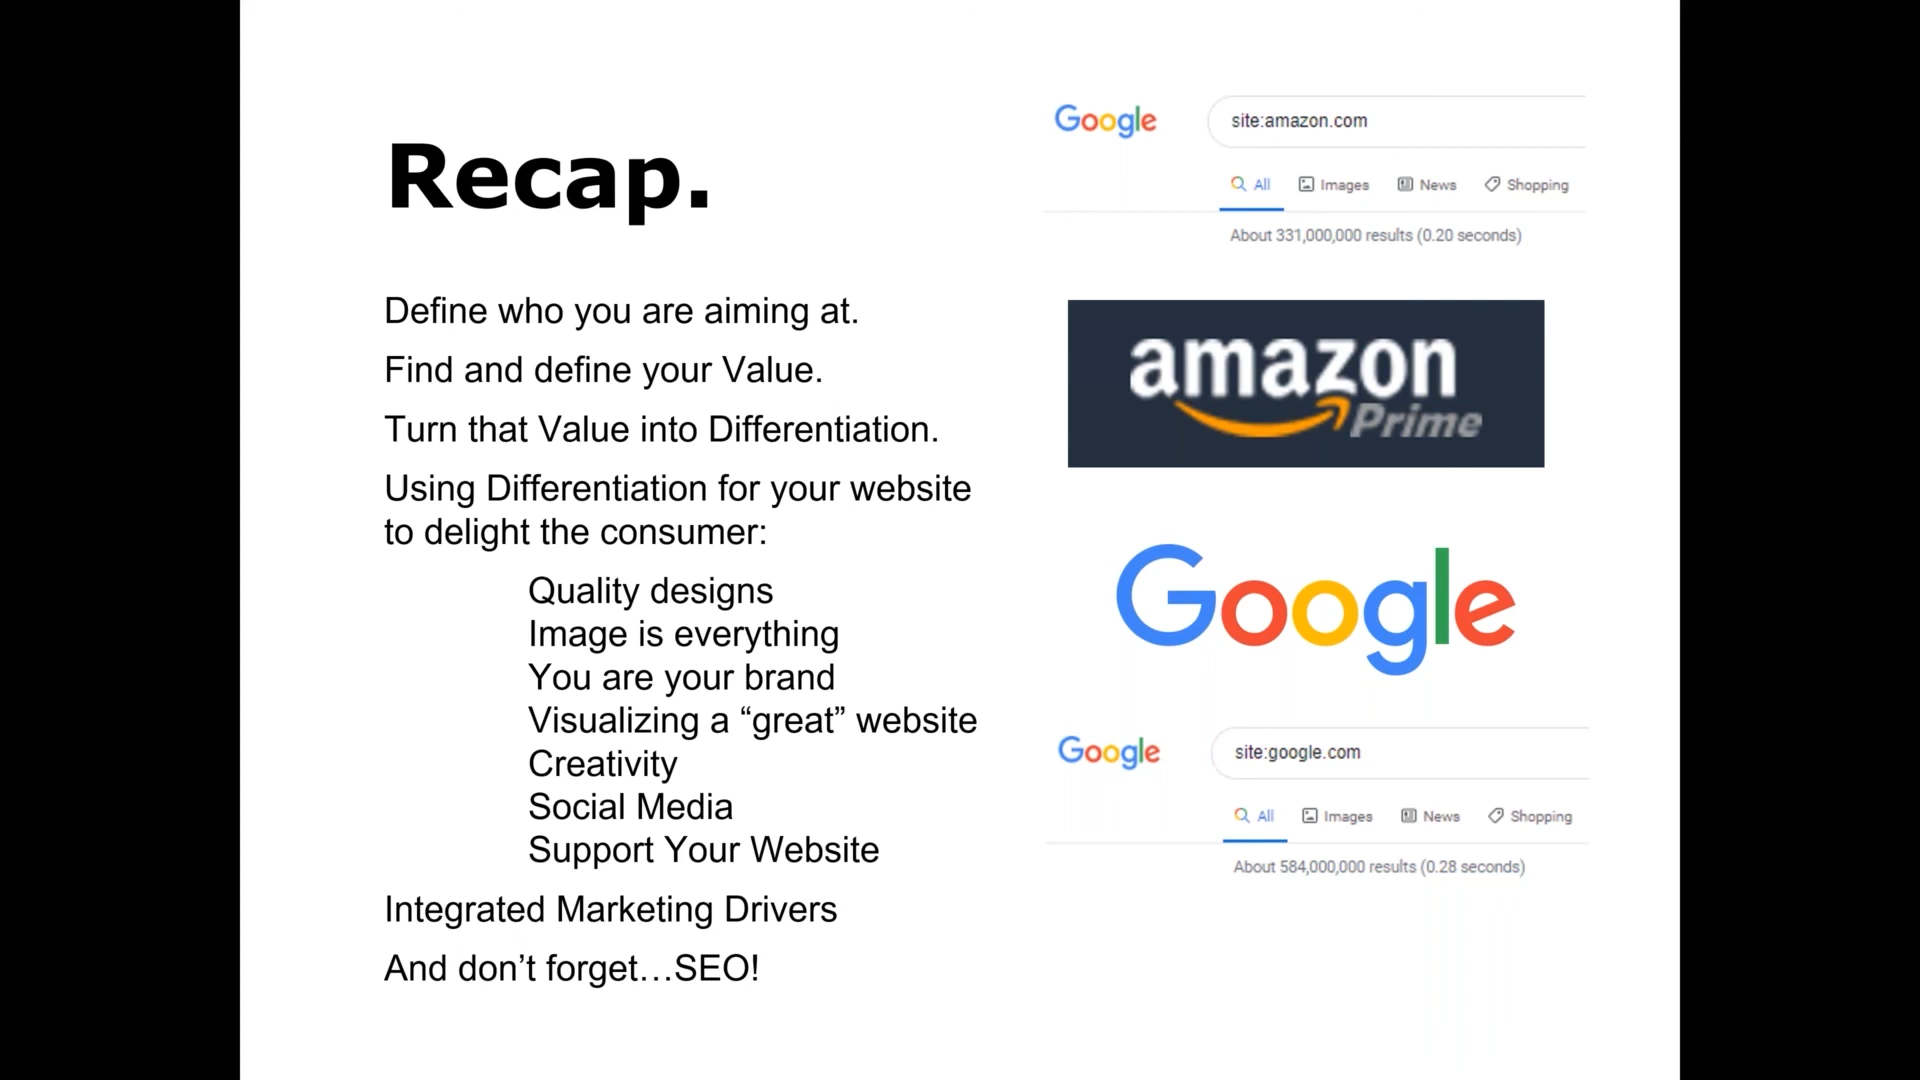 Recap.
Define who you are aiming at.
Find and define your Value.
Turn that Value into Differentiation.
Using Differentiation for your website
to delight the consumer:
Quality designs
Image is everything
You are your brand
Visualizing a “great” website
Creativity
Social Media
Support Your Website
Integrated Marketing Drivers
And don’t forget…SEO!
Google site:amazon.com
All Images News Shopping
About 331,000,000 results (0.20 seconds)
amazon
Prime
Google
Google site:google.com
All Images News Shopping
About 584,000,000 results (0.28 seconds)